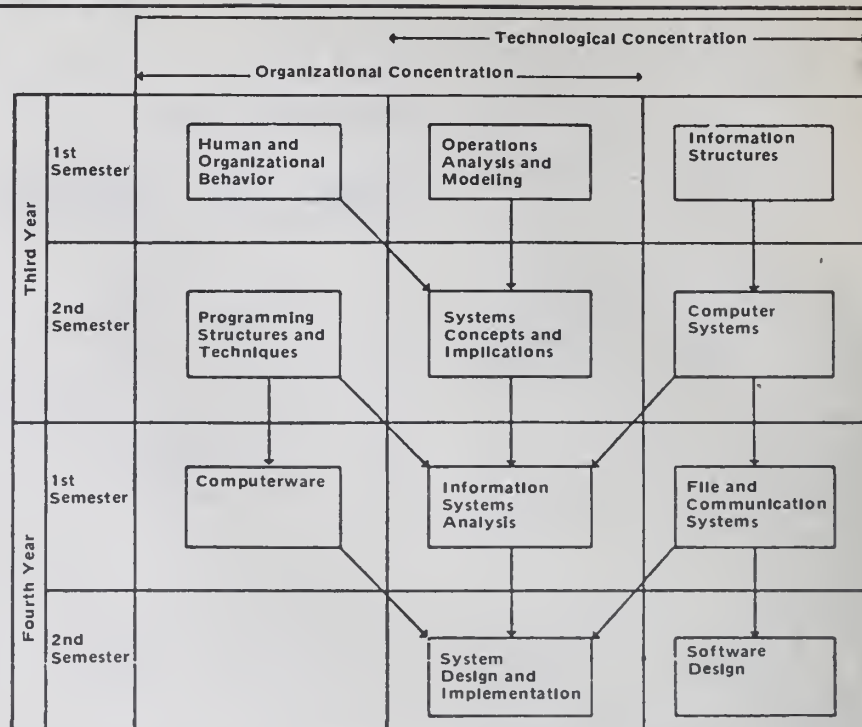 Technological Concentration
Organizational Concentration
Third Year
1st
Semester
Human and
Organizational
Behavior
Operations
Analysis and
Modeling
Information
Structures
2nd
Semester
Programming
Structures and
Techniques
Systems
Concepts and
Implications
Computer
Systems
Fourth Year
1st
Semester
Computerware
Information
Systems
Analysis
File and
Communication
Systems
2nd
Semester
System
Design and
Implementation
Software
Design